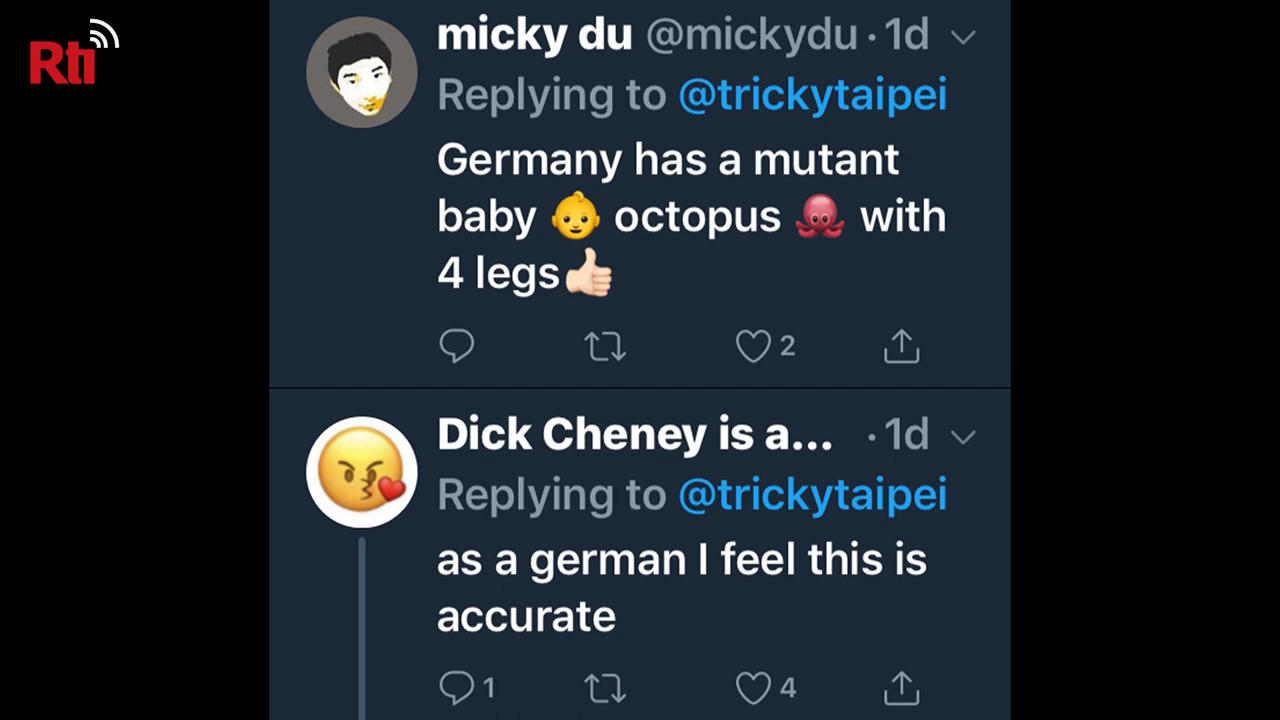 Rti
micky du @mickydu · 1d
Replying to @trickytaipei
Germany has a mutant
baby 👶 octopus 🐙 with
4 legs👍🏻
2
Dick Cheney is a... · 1d
Replying to @trickytaipei
as a german I feel this is
accurate
1 4